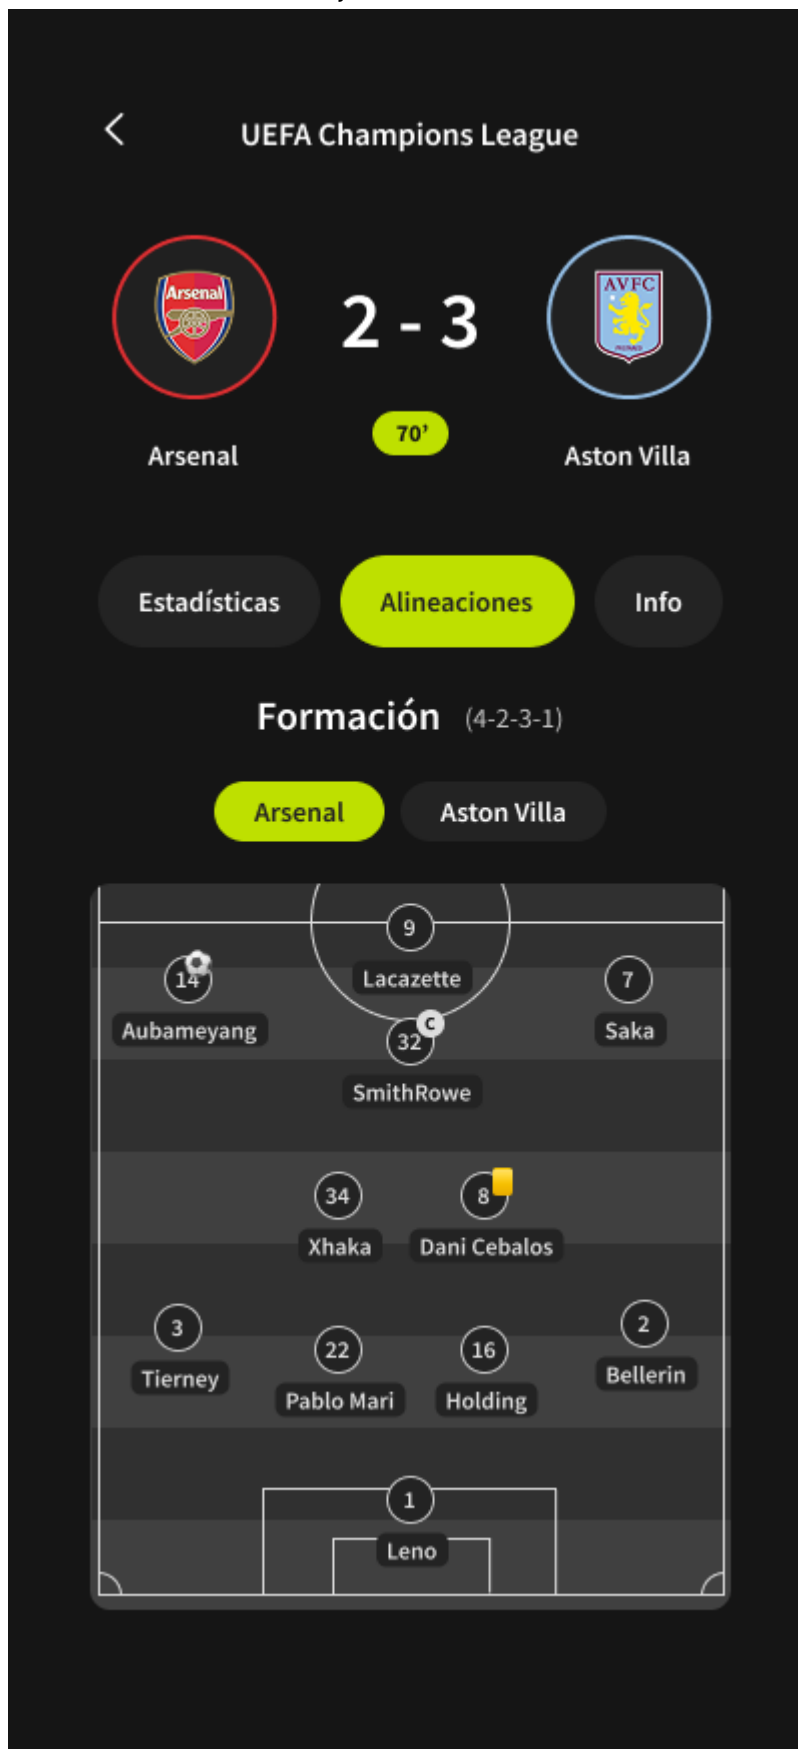 UEFA Champions League
Arsenal
2 - 3
AVFC
70’
Arsenal
Aston Villa
Estadísticas
Alineaciones
Info
Formación (4-2-3-1)
Arsenal
Aston Villa
9
Lacazette
14
Aubameyang
7
Saka
C
32
SmithRowe
34
Xhaka
8
Dani Cebalos
3
Tierney
22
Pablo Mari
16
Holding
2
Bellerin
1
Leno